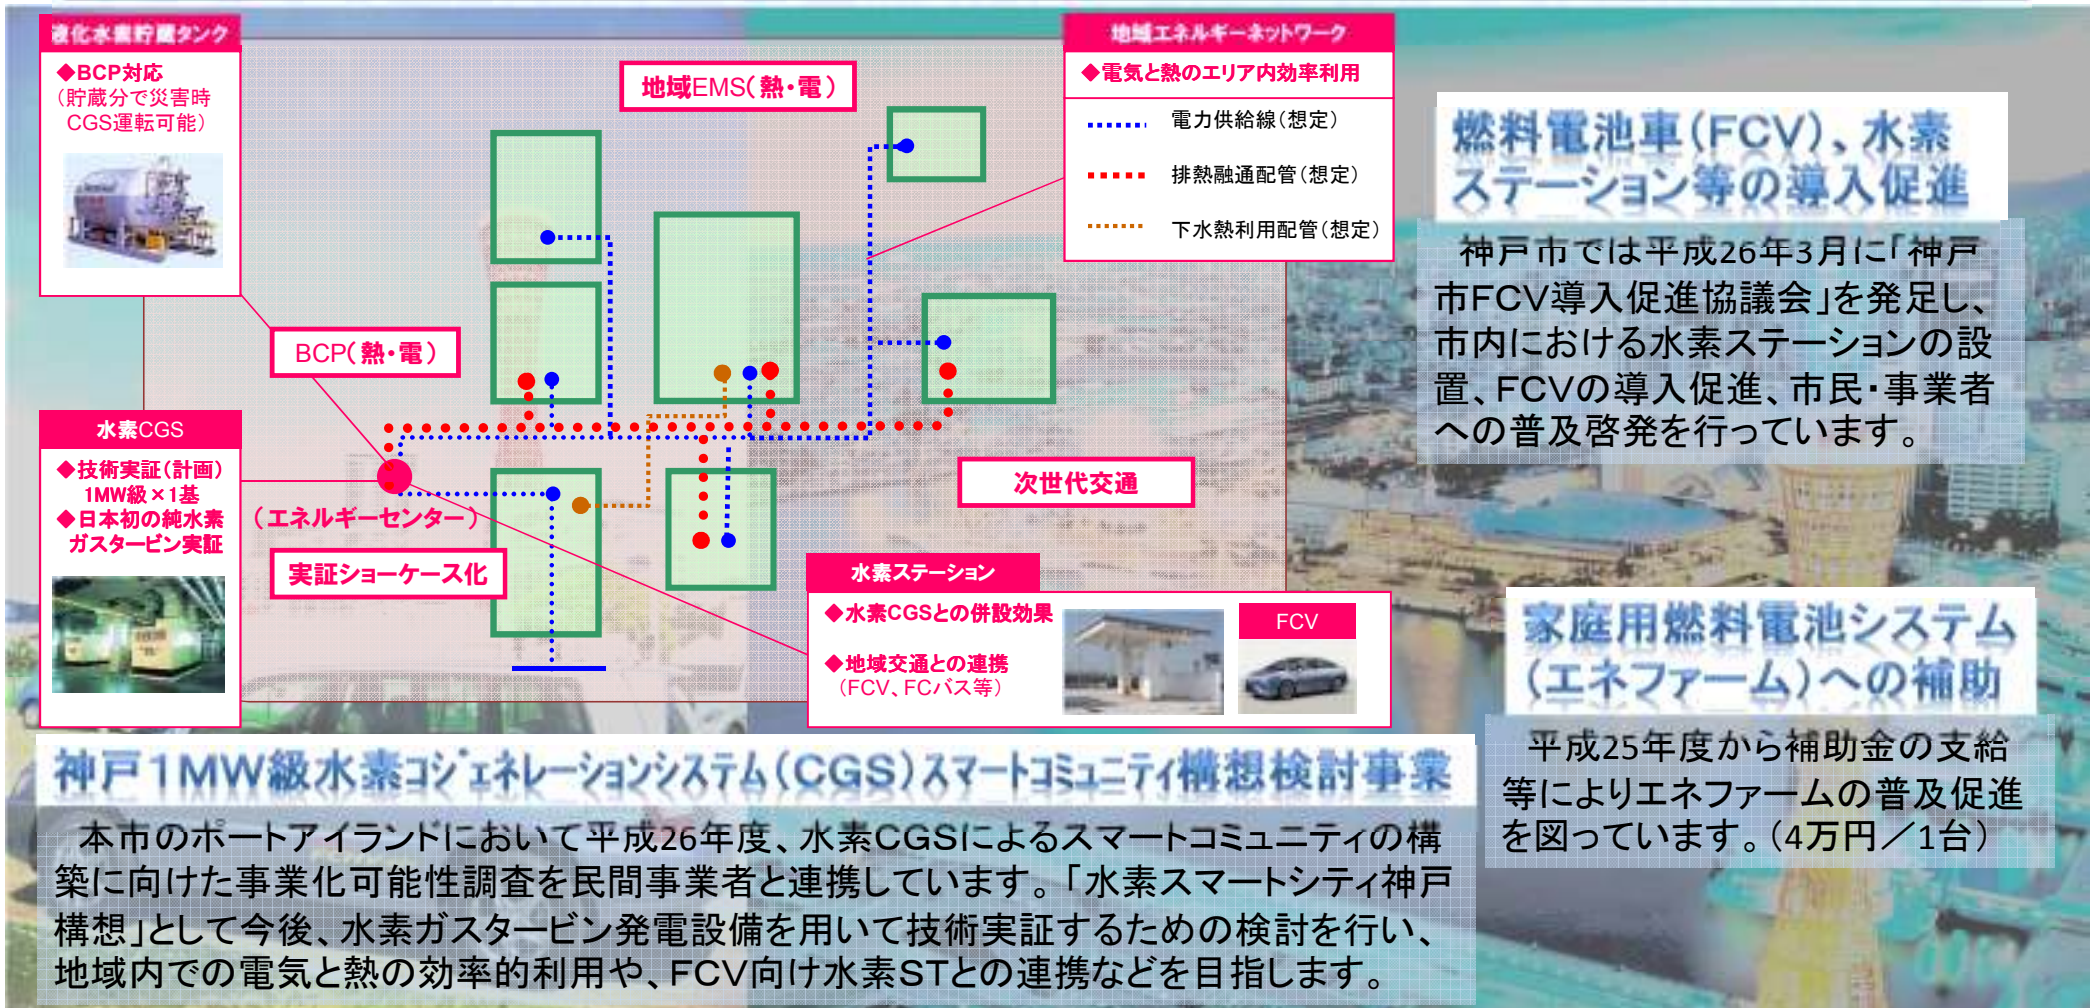 液化水素貯蔵タンク
◆BCP対応
(貯蔵分で災害時
CGS運転可能)
地域EMS(熱・電)
地域エネルギーネットワーク
◆電気と熱のエリア内効率利用
電力供給線(想定)
排熱融通配管(想定)
下水熱利用配管(想定)
BCP(熱・電)
水素CGS
◆技術実証(計画)
1MW級×1基
◆日本初の純水素
ガスタービン実証
(エネルギーセンター)
実証ショーケース化
次世代交通
水素ステーション
◆水素CGSとの併設効果
◆地域交通との連携
(FCV、FCバス等)
FCV
燃料電池車(FCV)、水素
ステーション等の導入促進
神戸市では平成26年3月に「神戸
市FCV導入促進協議会」を発足し、
市内における水素ステーションの設
置、FCVの導入促進、市民・事業者
への普及啓発を行っています。
家庭用燃料電池システム
(エネファーム)への補助
平成25年度から補助金の支給
等によりエネファームの普及促進
を図っています。(4万円/1台)
神戸1MW級水素コジェネレーションシステム(CGS)スマートコミュニティ構想検討事業
本市のポートアイランドにおいて平成26年度、水素CGSによるスマートコミュニティの構
築に向けた事業化可能性調査を民間事業者と連携しています。「水素スマートシティ神戸
構想」として今後、水素ガスタービン発電設備を用いて技術実証するための検討を行い、
地域内での電気と熱の効率的利用や、FCV向け水素STとの連携などを目指します。